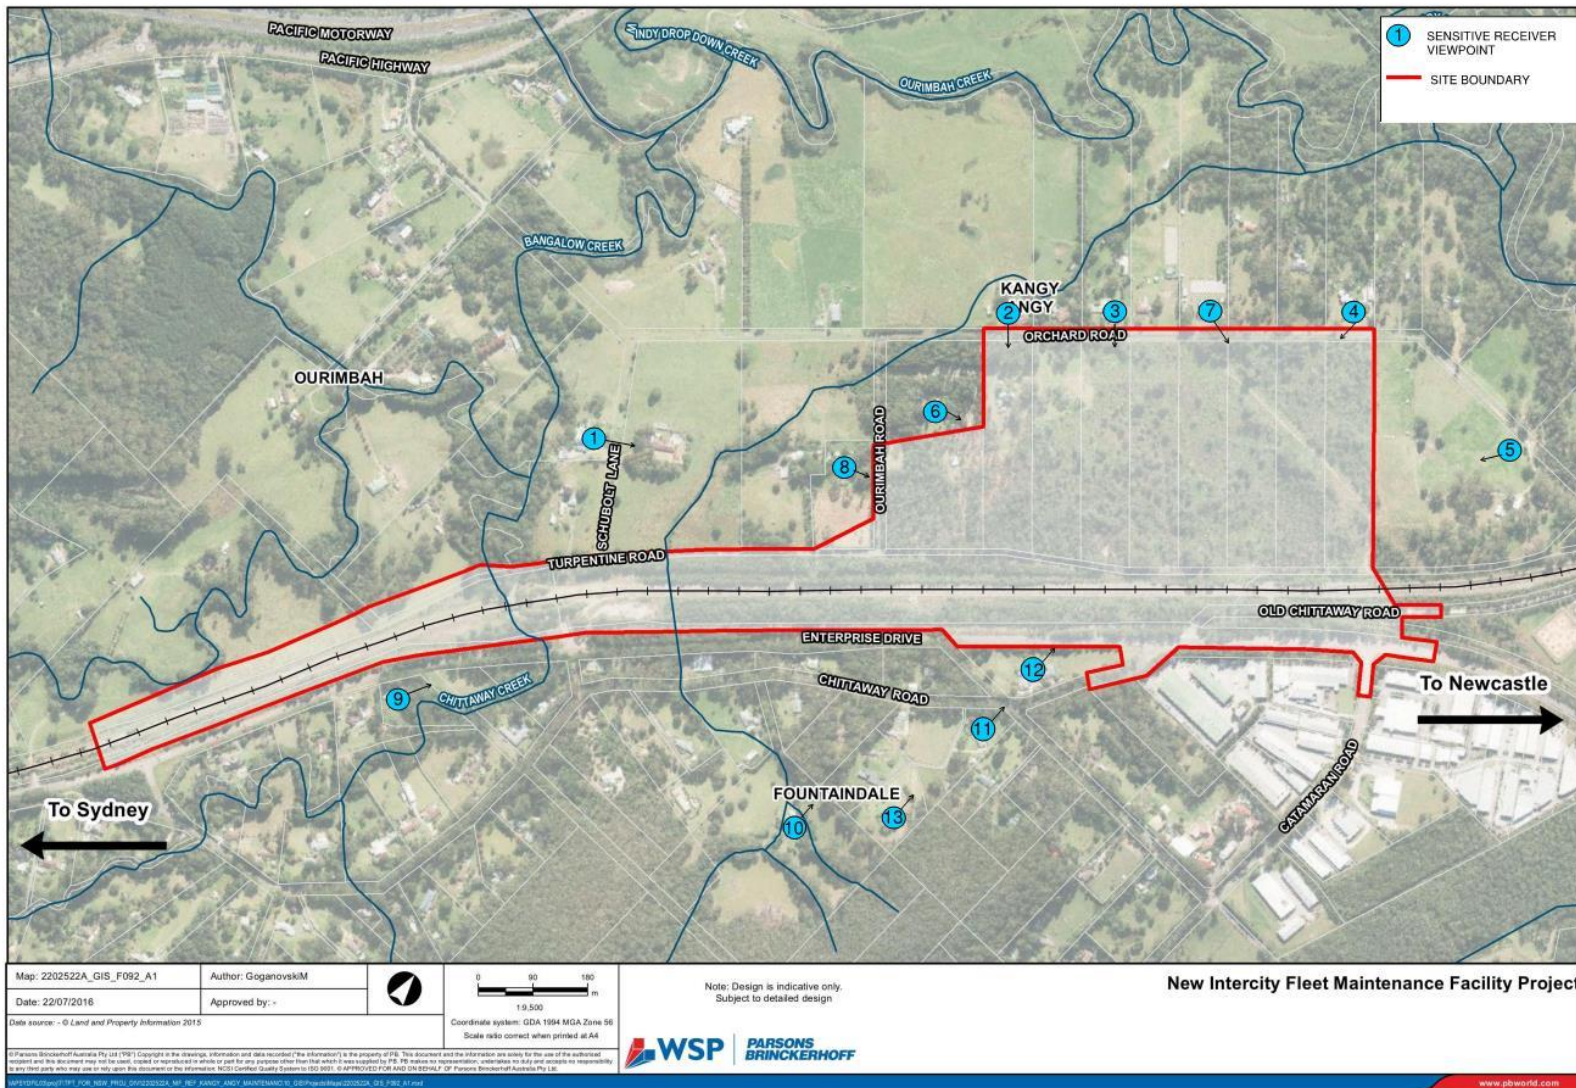 PACIFIC MOTORWAY
PACIFIC HIGHWAY
DROP DOWN CREEK
OURIMBAH CREEK
1
SENSITIVE RECEIVER
VIEWPOINT
SITE BOUNDARY
BANGALOW CREEK
KANGY
2
3
7
4
ORCHARD ROAD
OURIMBAH
6
1
8
5
OURIMBAH ROAD
SCHUBOLT LANE
TURPENTINE ROAD
OLD CHITTAWAY ROAD
ENTERPRISE DRIVE
12
9
CHITTAWAY CREEK
CHITTAWAY ROAD
To Newcastle
11
CATAMARAN ROAD
To Sydney
FOUNTAINDALE
10
13
Map: 2202522A_GIS_F092_A1
Author: GoganovskiM
Date: 22/07/2016
Approved by: -
Data source: - © Land and Property Information 2015
0 90 180
m
1:9,500
Coordinate system: GDA 1994 MGA Zone 56
Scale ratio correct when printed at A4
Note: Design is indicative only.
Subject to detailed design
WSP
PARSONS
BRINCKERHOFF
New Intercity Fleet Maintenance Facility Project
www.pbworld.com